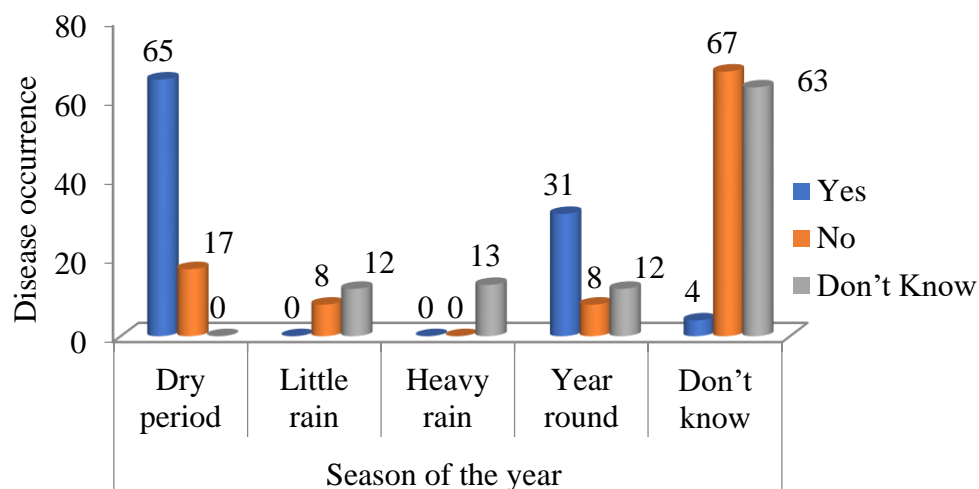 80
60
40
20
0
Disease occurrence
65
17
0
0
8
12
0
0
13
31
8
12
4
67
63
Yes
No
Don't Know
Dry period
Little rain
Heavy rain
Year round
Don't know
Season of the year